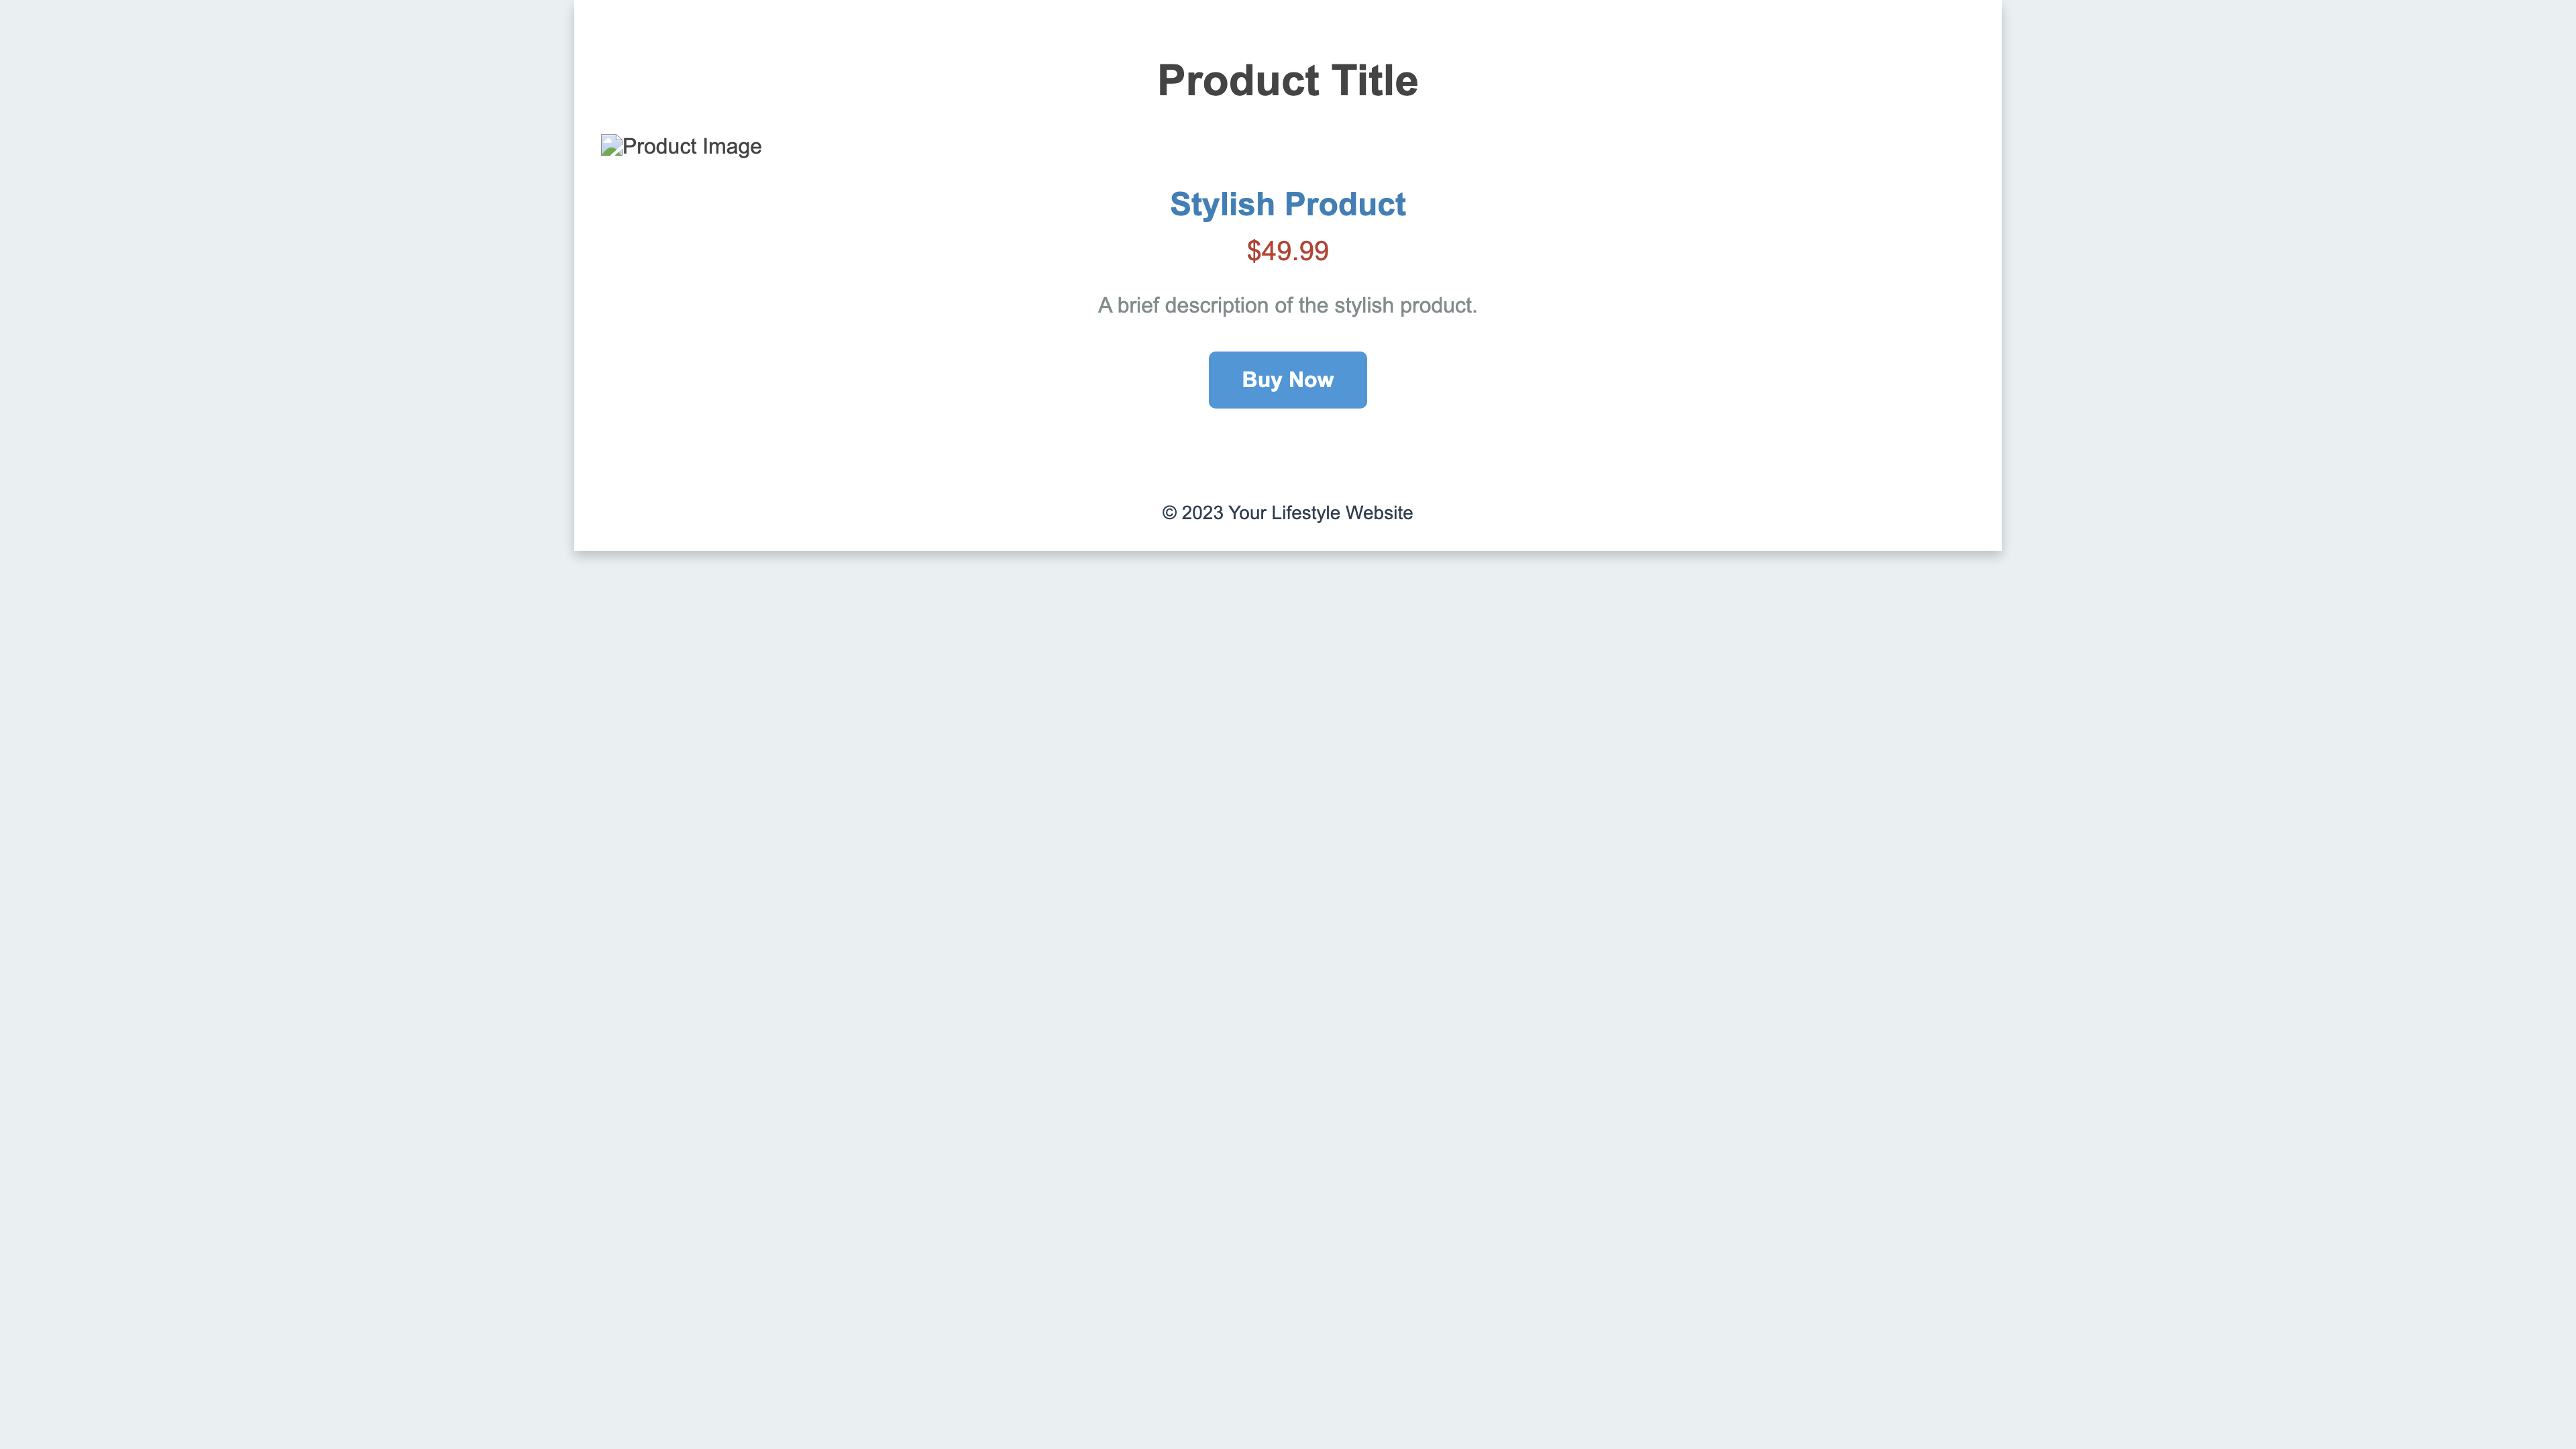 Product Title
Product Image
Stylish Product
$49.99
A brief description of the stylish product.
Buy Now
© 2023 Your Lifestyle Website